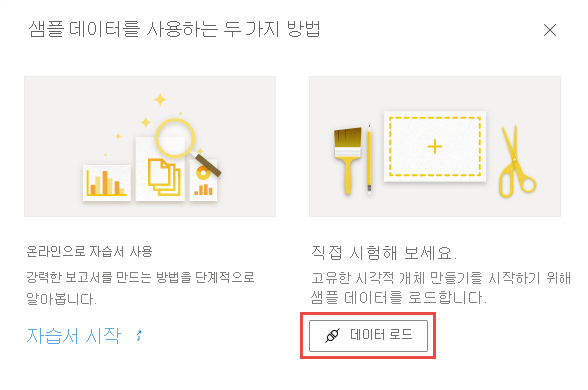 샘플 데이터를 사용하는 두 가지 방법
온라인으로 자습서 사용
강력한 보고서를 만드는 방법을 단계적으로
알아봅니다.
자습서 시작
직접 시험해 보세요.
고유한 시각적 개체 만들기를 시작하기 위해
샘플 데이터를 로드합니다.
데이터 로드